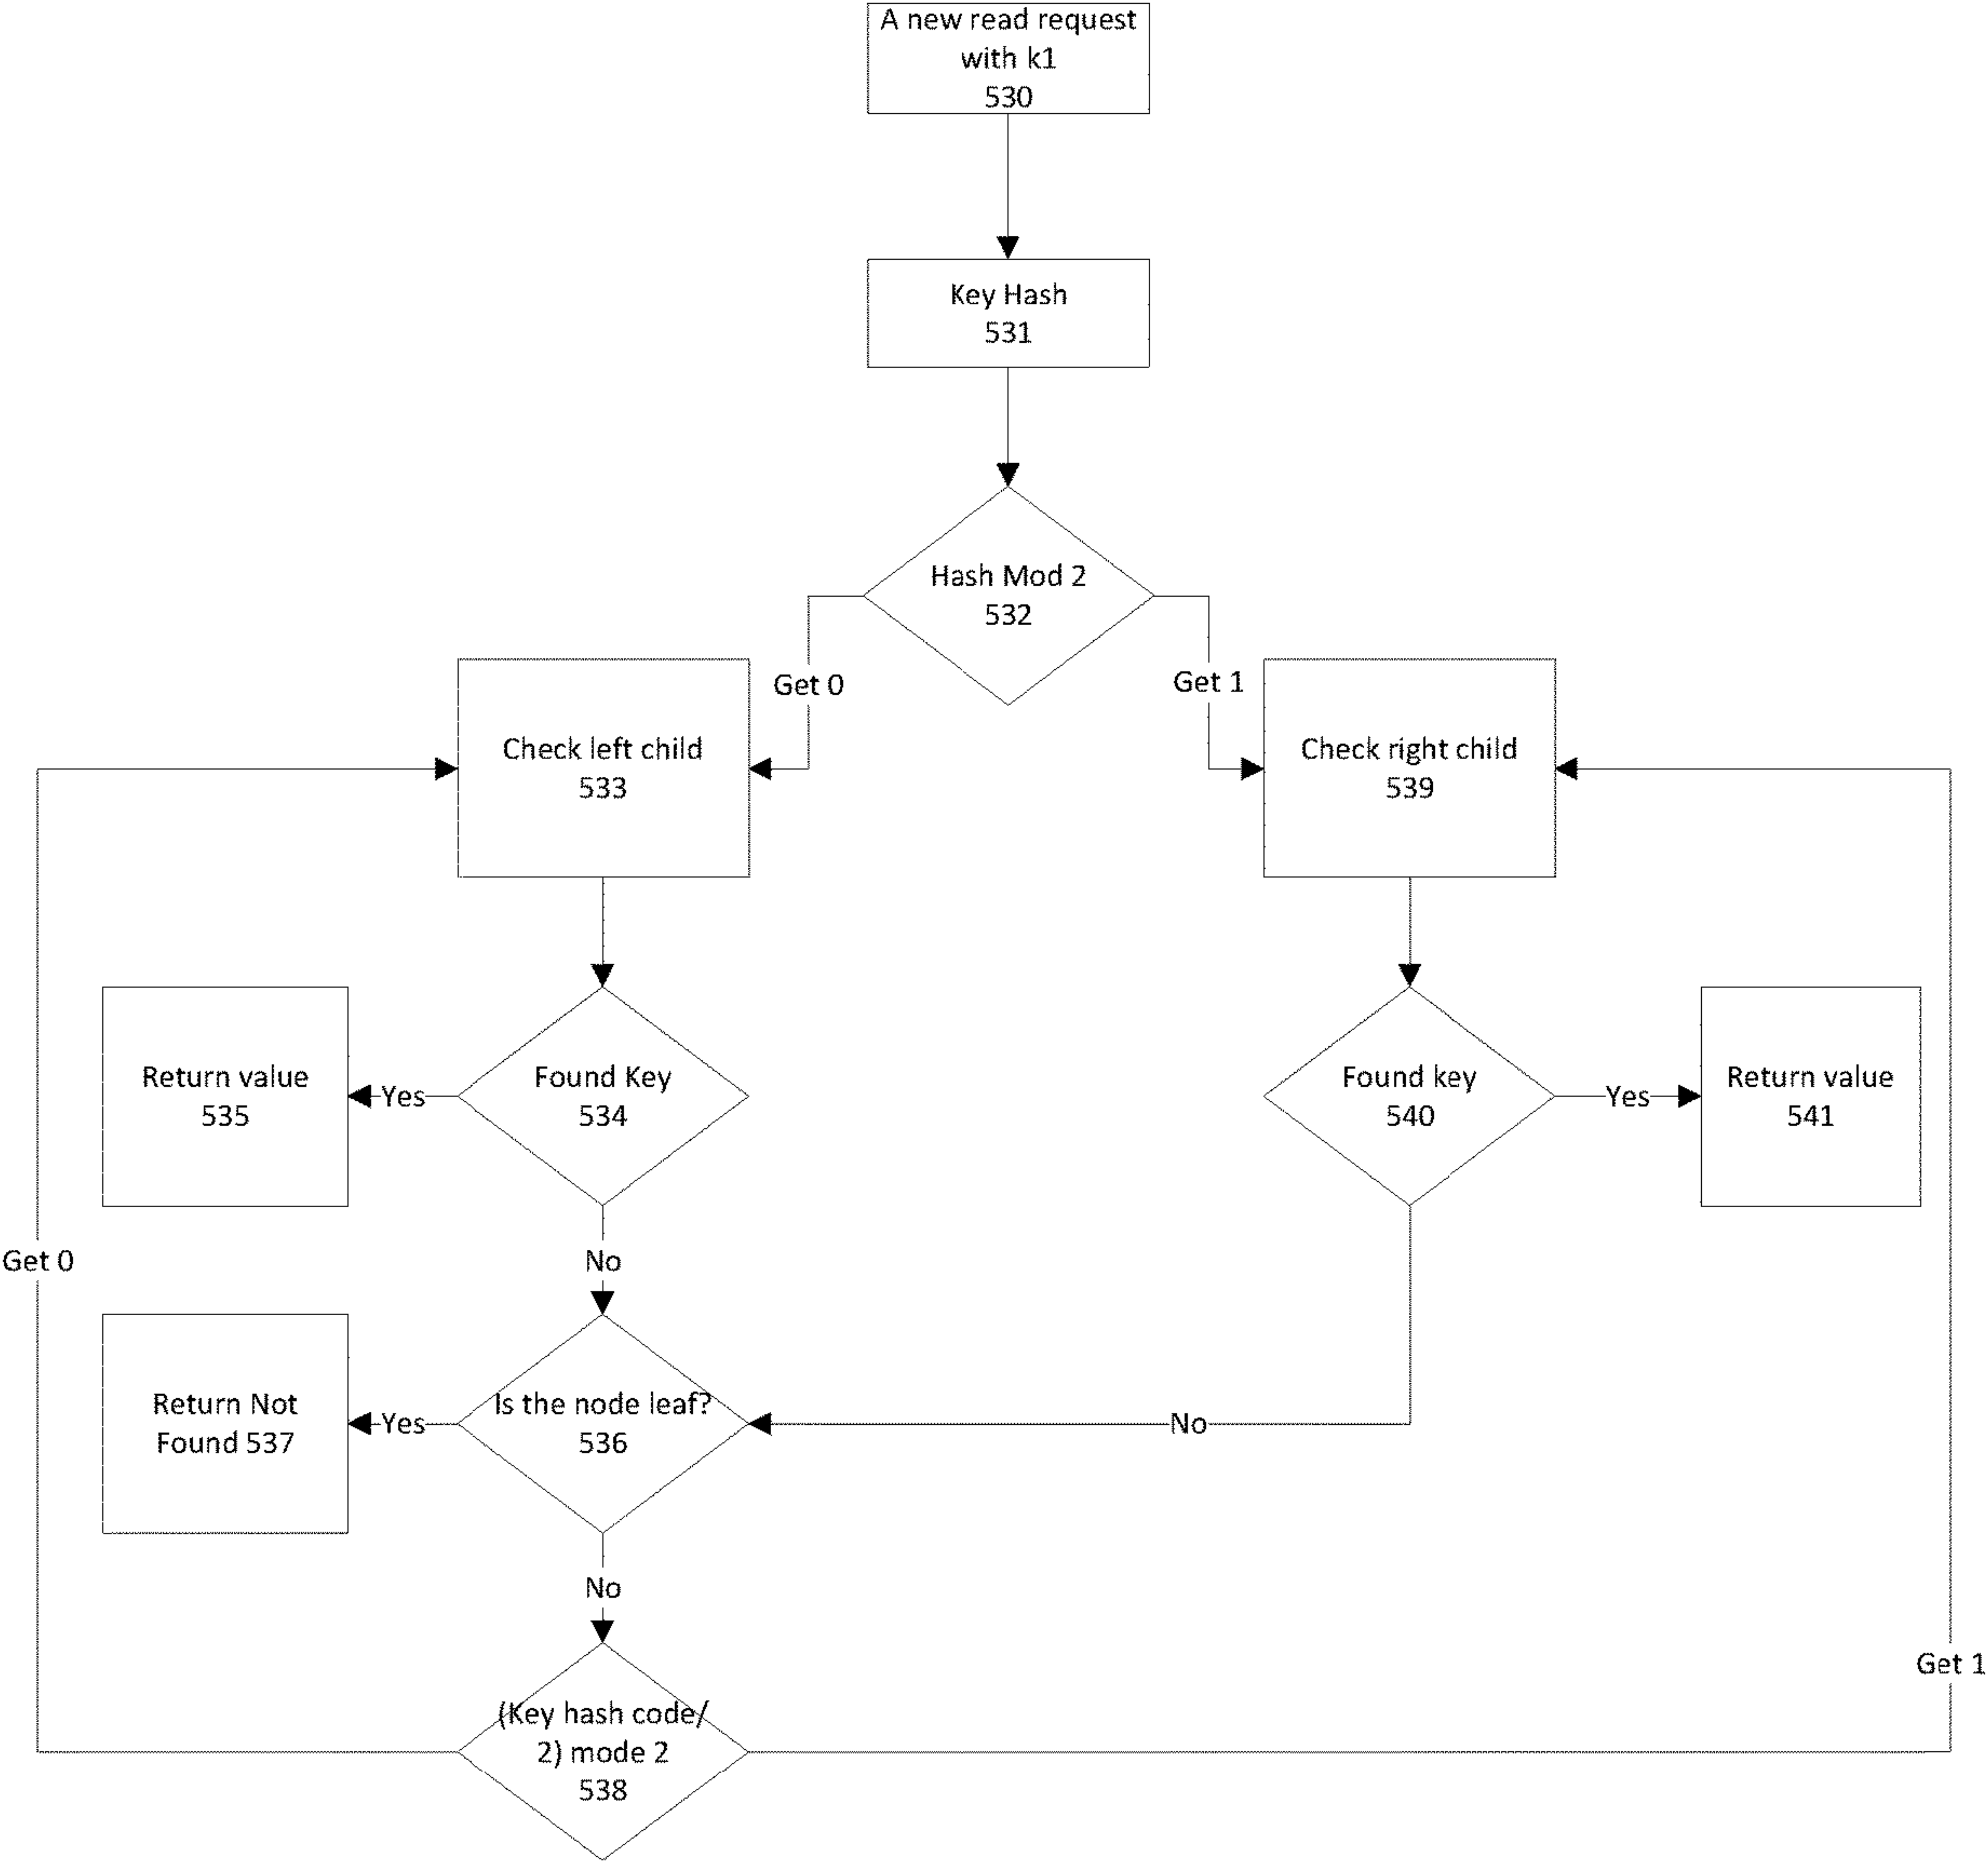 A new read request
with k1
530
Key Hash
531
Hash Mod 2
532
Get 0
Get 1
Check left child
533
Check right child
539
Return value
535
Yes
Found Key
534
Found key
540
Yes
Return value
541
Get 0
No
Return Not
Found 537
Yes
Is the node leaf?
536
No
No
Get 1
(Key hash code/
2) mode 2
538